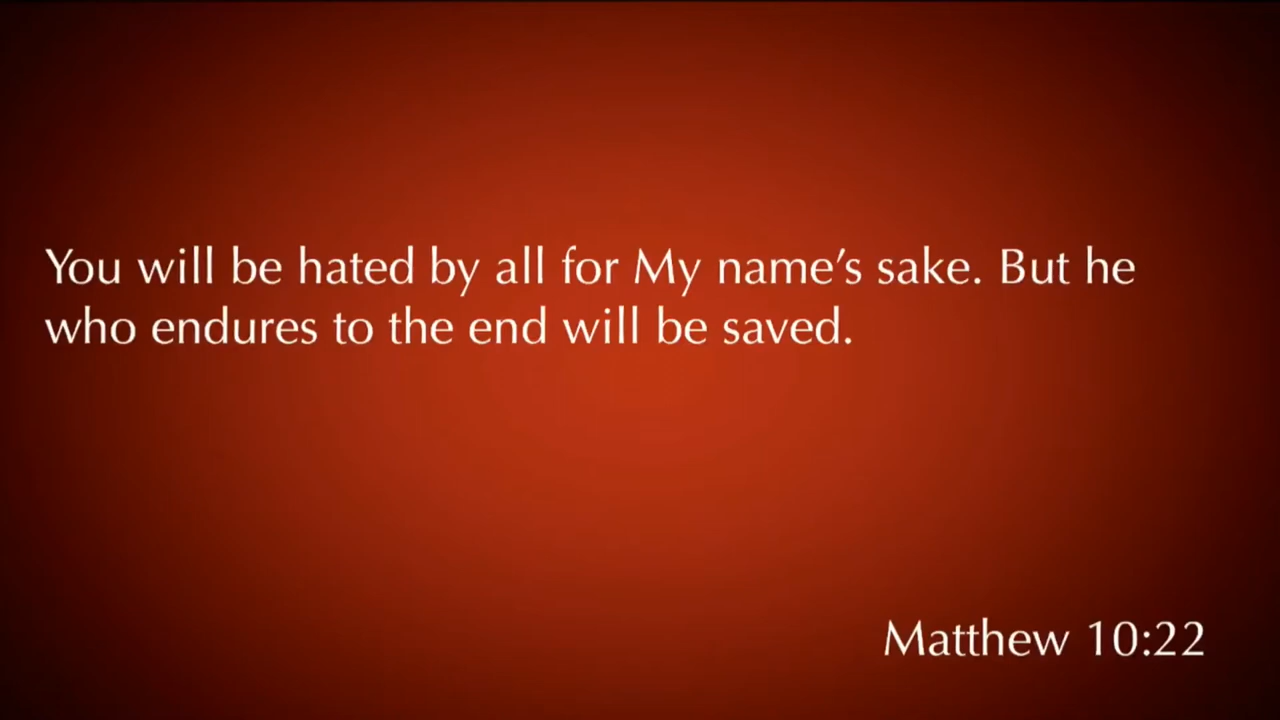 You will be hated by all for My name’s sake. But he
who endures to the end will be saved.
Matthew 10:22